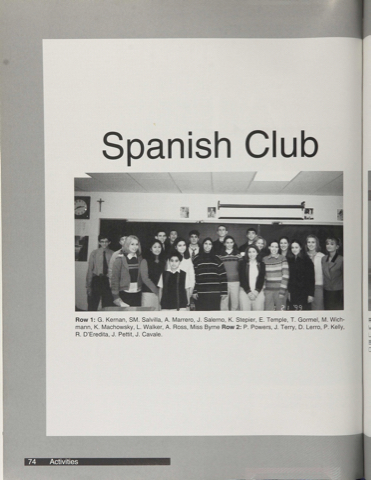 Spanish Club
Row 1: G. Kernan, SM. Salvilla, A. Marrero, J. Salerno, K. Stepier, E. Temple, T. Gormel, M. Wich-
mann, K. Machowsky, L. Walker, A. Ross, Miss Byrne Row 2: P. Powers, J. Terry, D. Lerro, P. Kelly,
R. D'Eredita, J. Pettit, J. Cavale.
74 Activities